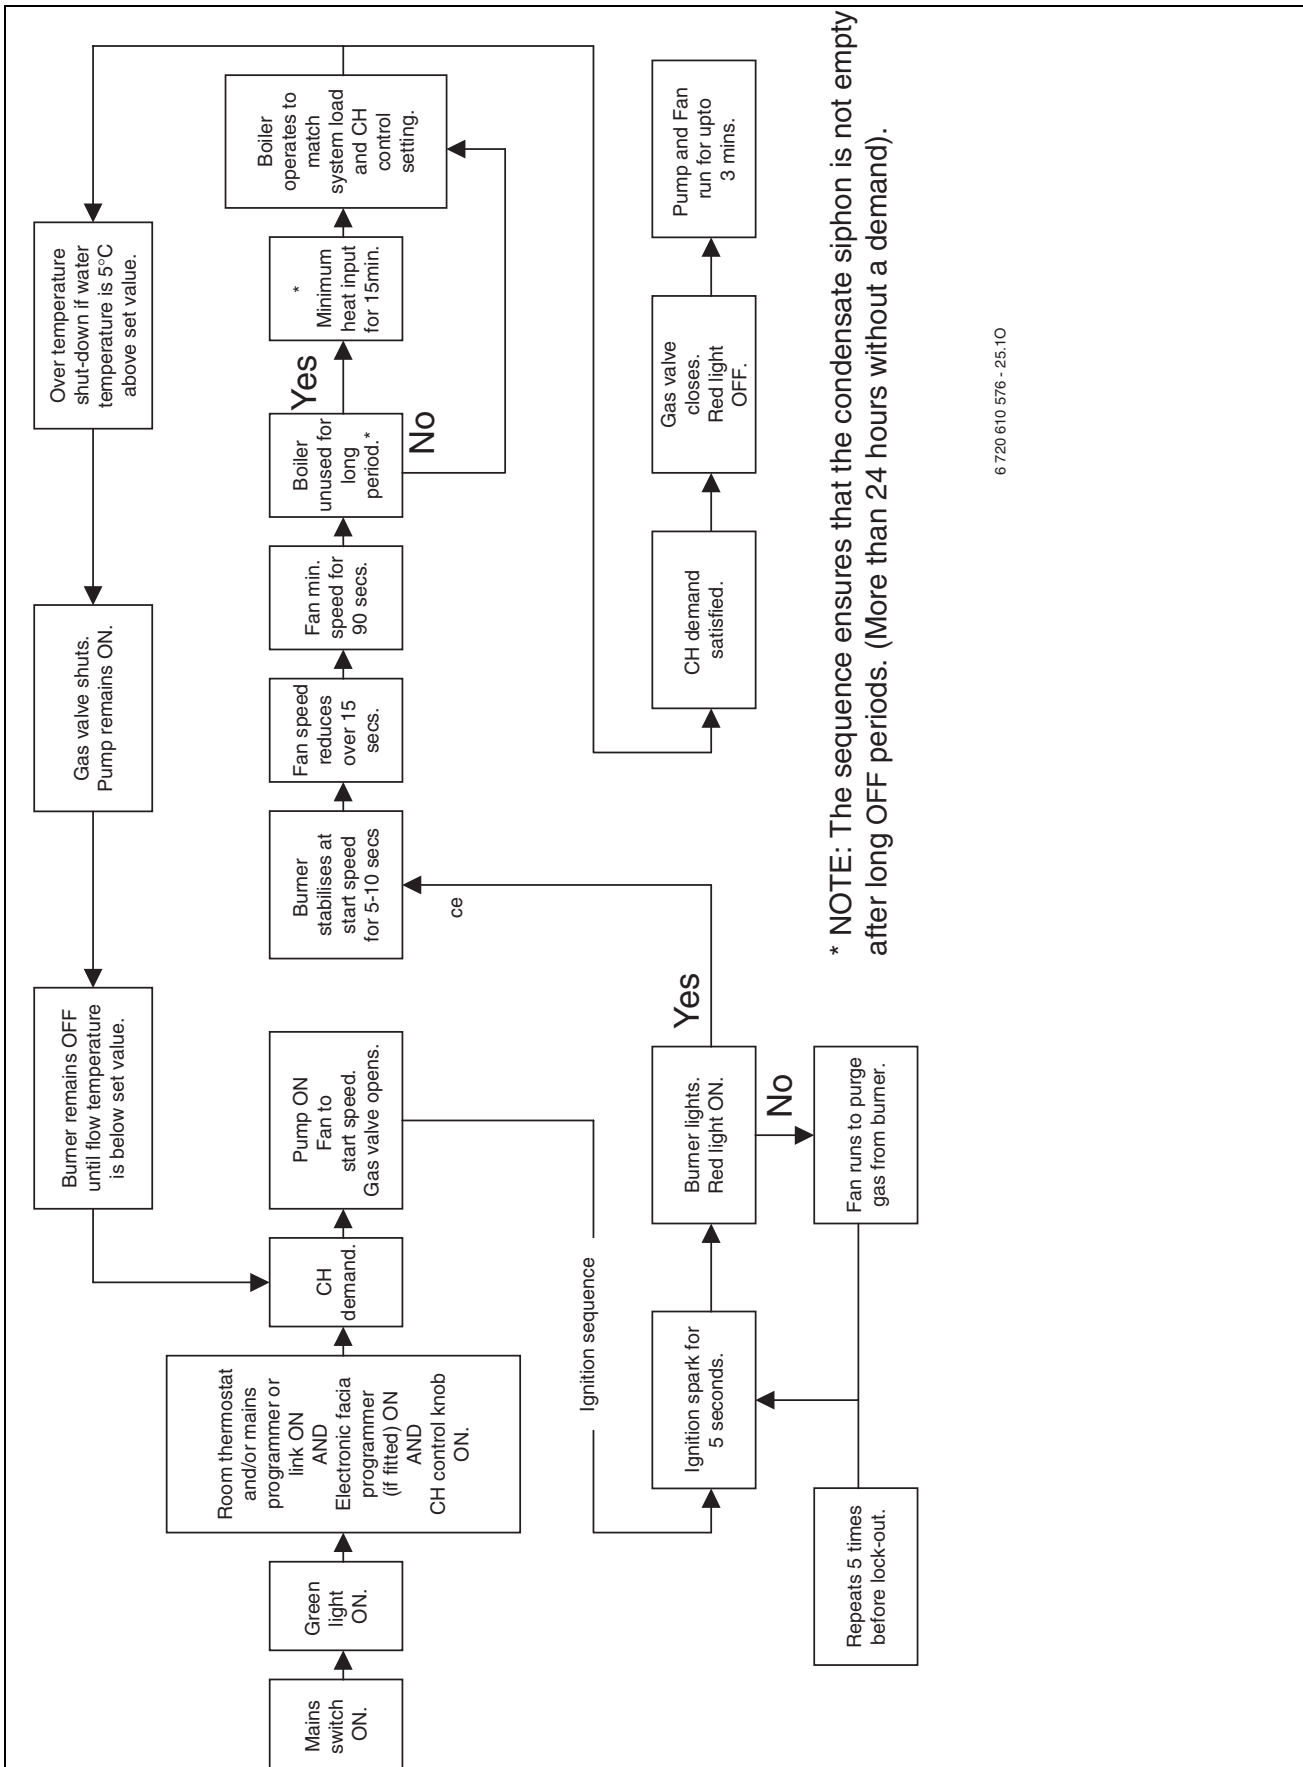 Over temperature
shut-down if water
temperature is 5°C
above set value.
Gas valve shuts.
Pump remains ON.
Burner remains OFF
until flow temperature
is below set value.
Mains
switch
ON.
Green
light
ON.
Room thermostat
and/or mains
programmer or
link ON
AND
Electronic facia
programmer
(if fitted) ON
AND
CH control knob
ON.
CH
demand.
Pump ON
Fan to
start speed.
Gas valve opens.
Ignition sequence
Ignition spark for
5 seconds.
Burner lights.
Red light ON.
Yes
No
Fan runs to purge
gas from burner.
Repeats 5 times
before lock-out.
ce
Burner
stabilises at
start speed
for 5-10 secs
Fan speed
reduces
over 15
secs.
Fan min.
speed for
90 secs.
Boiler
unused for
long
period.*
Yes
No
*
Minimum
heat input
for 15min.
Boiler
operates to
match
system load
and CH
control
setting.
CH demand
satisfied.
Gas valve
closes.
Red light
OFF.
Pump and Fan
run for upto
3 mins.
* NOTE: The sequence ensures that the condensate siphon is not empty
after long OFF periods. (More than 24 hours without a demand).
6 720 610 576 - 25.1O